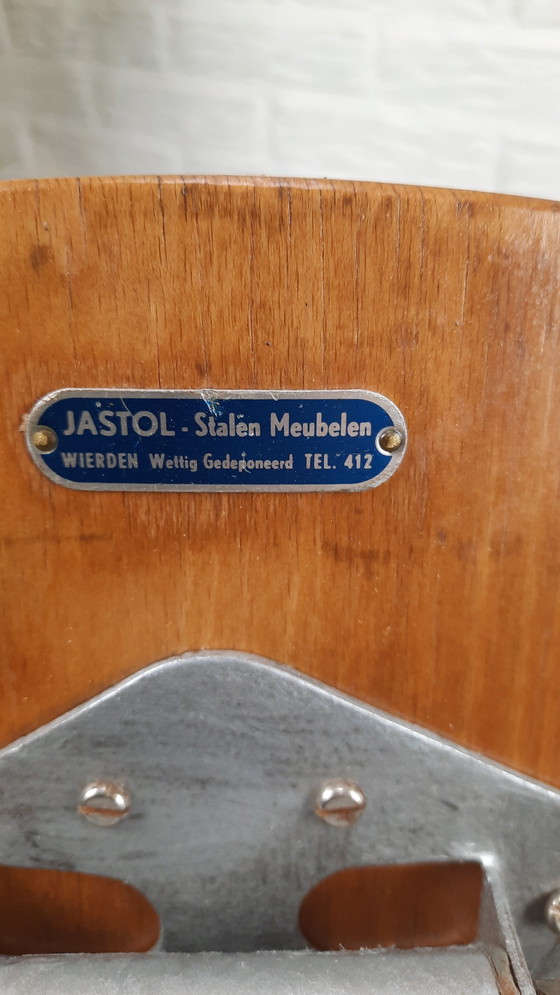 JASTOL - Stalen Meubelen
WIERDEN Wettig Gedeponeerd TEL. 412